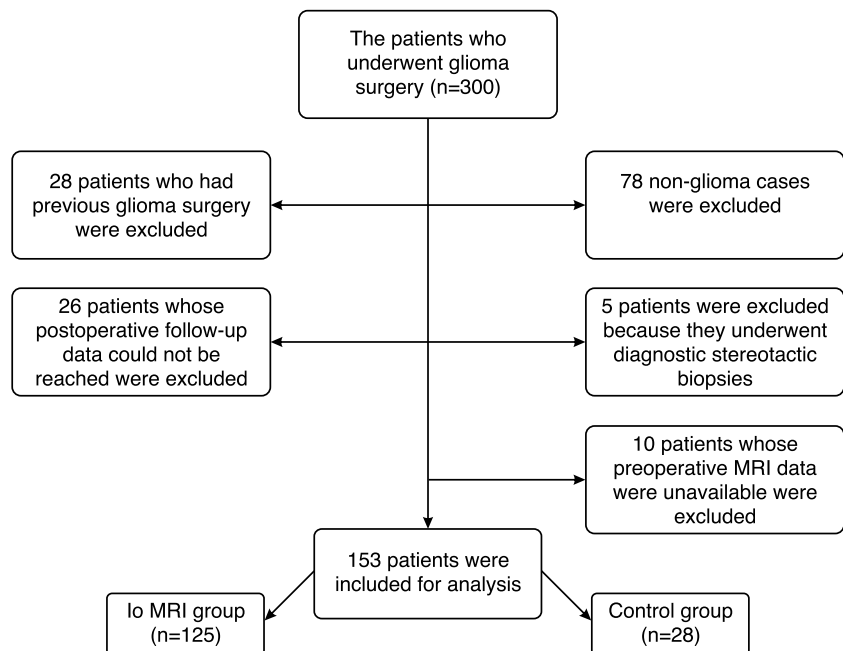 The patients who
underwent glioma
surgery (n=300)
28 patients who had
previous glioma surgery
were excluded
78 non-glioma cases
were excluded
26 patients whose
postoperative follow-up
data could not be
reached were excluded
5 patients were excluded
because they underwent
diagnostic stereotactic
biopsies
10 patients whose
preoperative MRI data
were unavailable were
excluded
153 patients were
included for analysis
Io MRI group
(n=125)
Control group
(n=28)